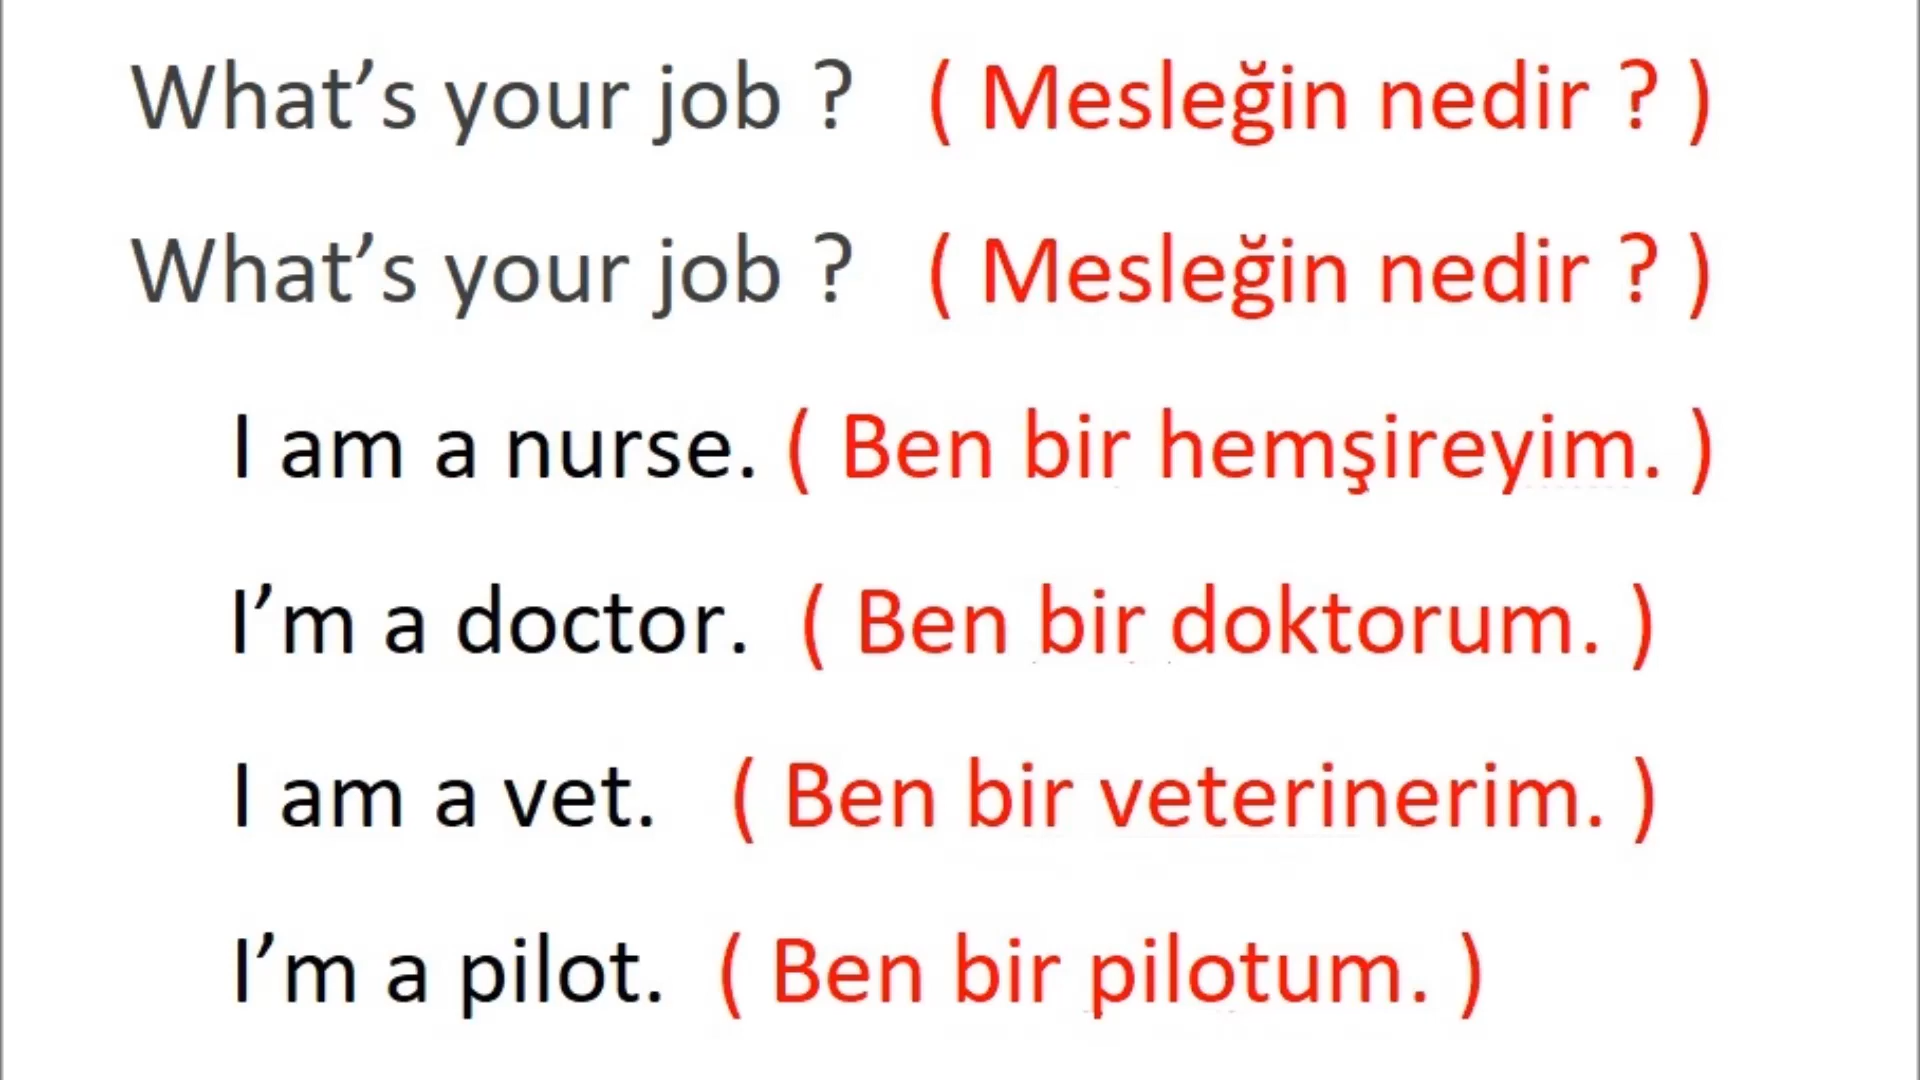 What’s your job ? ( Mesleğin nedir ? )
What’s your job ? ( Mesleğin nedir ? )
I am a nurse. ( Ben bir hemşireyim. )
I’m a doctor. ( Ben bir doktorum. )
I am a vet. ( Ben bir veterinerim. )
I’m a pilot. ( Ben bir pilotum. )